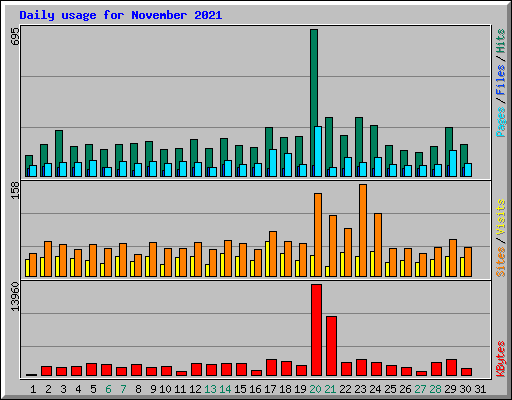 Daily usage for November 2021
695
Pages / Files / Hits
158
Sites / Visits
13960
KBytes
1 2 3 4 5 6 7 8 9 10 11 12 13 14 15 16 17 18 19 20 21 22 23 24 25 26 27 28 29 30 31